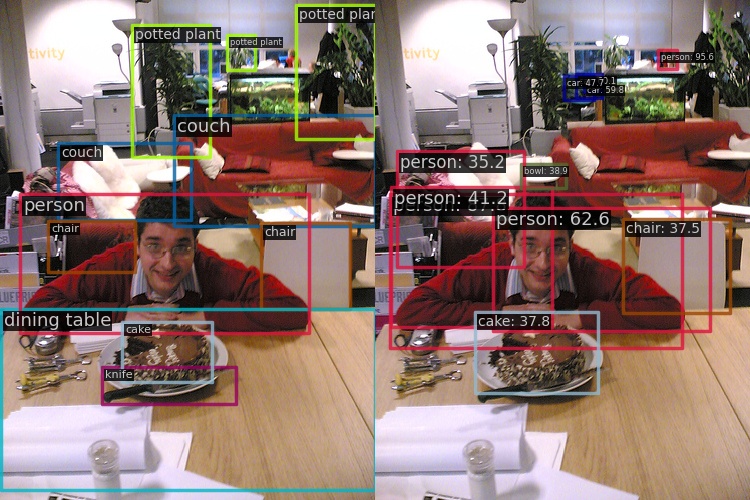 potted plant
potted plan
potted plant
tivity
couch
couch
person
chair
chair
dining table
cake
knife
tivity
person: 95.6
car: 47.7
car: 59.8
person: 35.2
bowl: 38.9
person: 41.2
person: 62.6
chair: 37.5
cake: 37.8